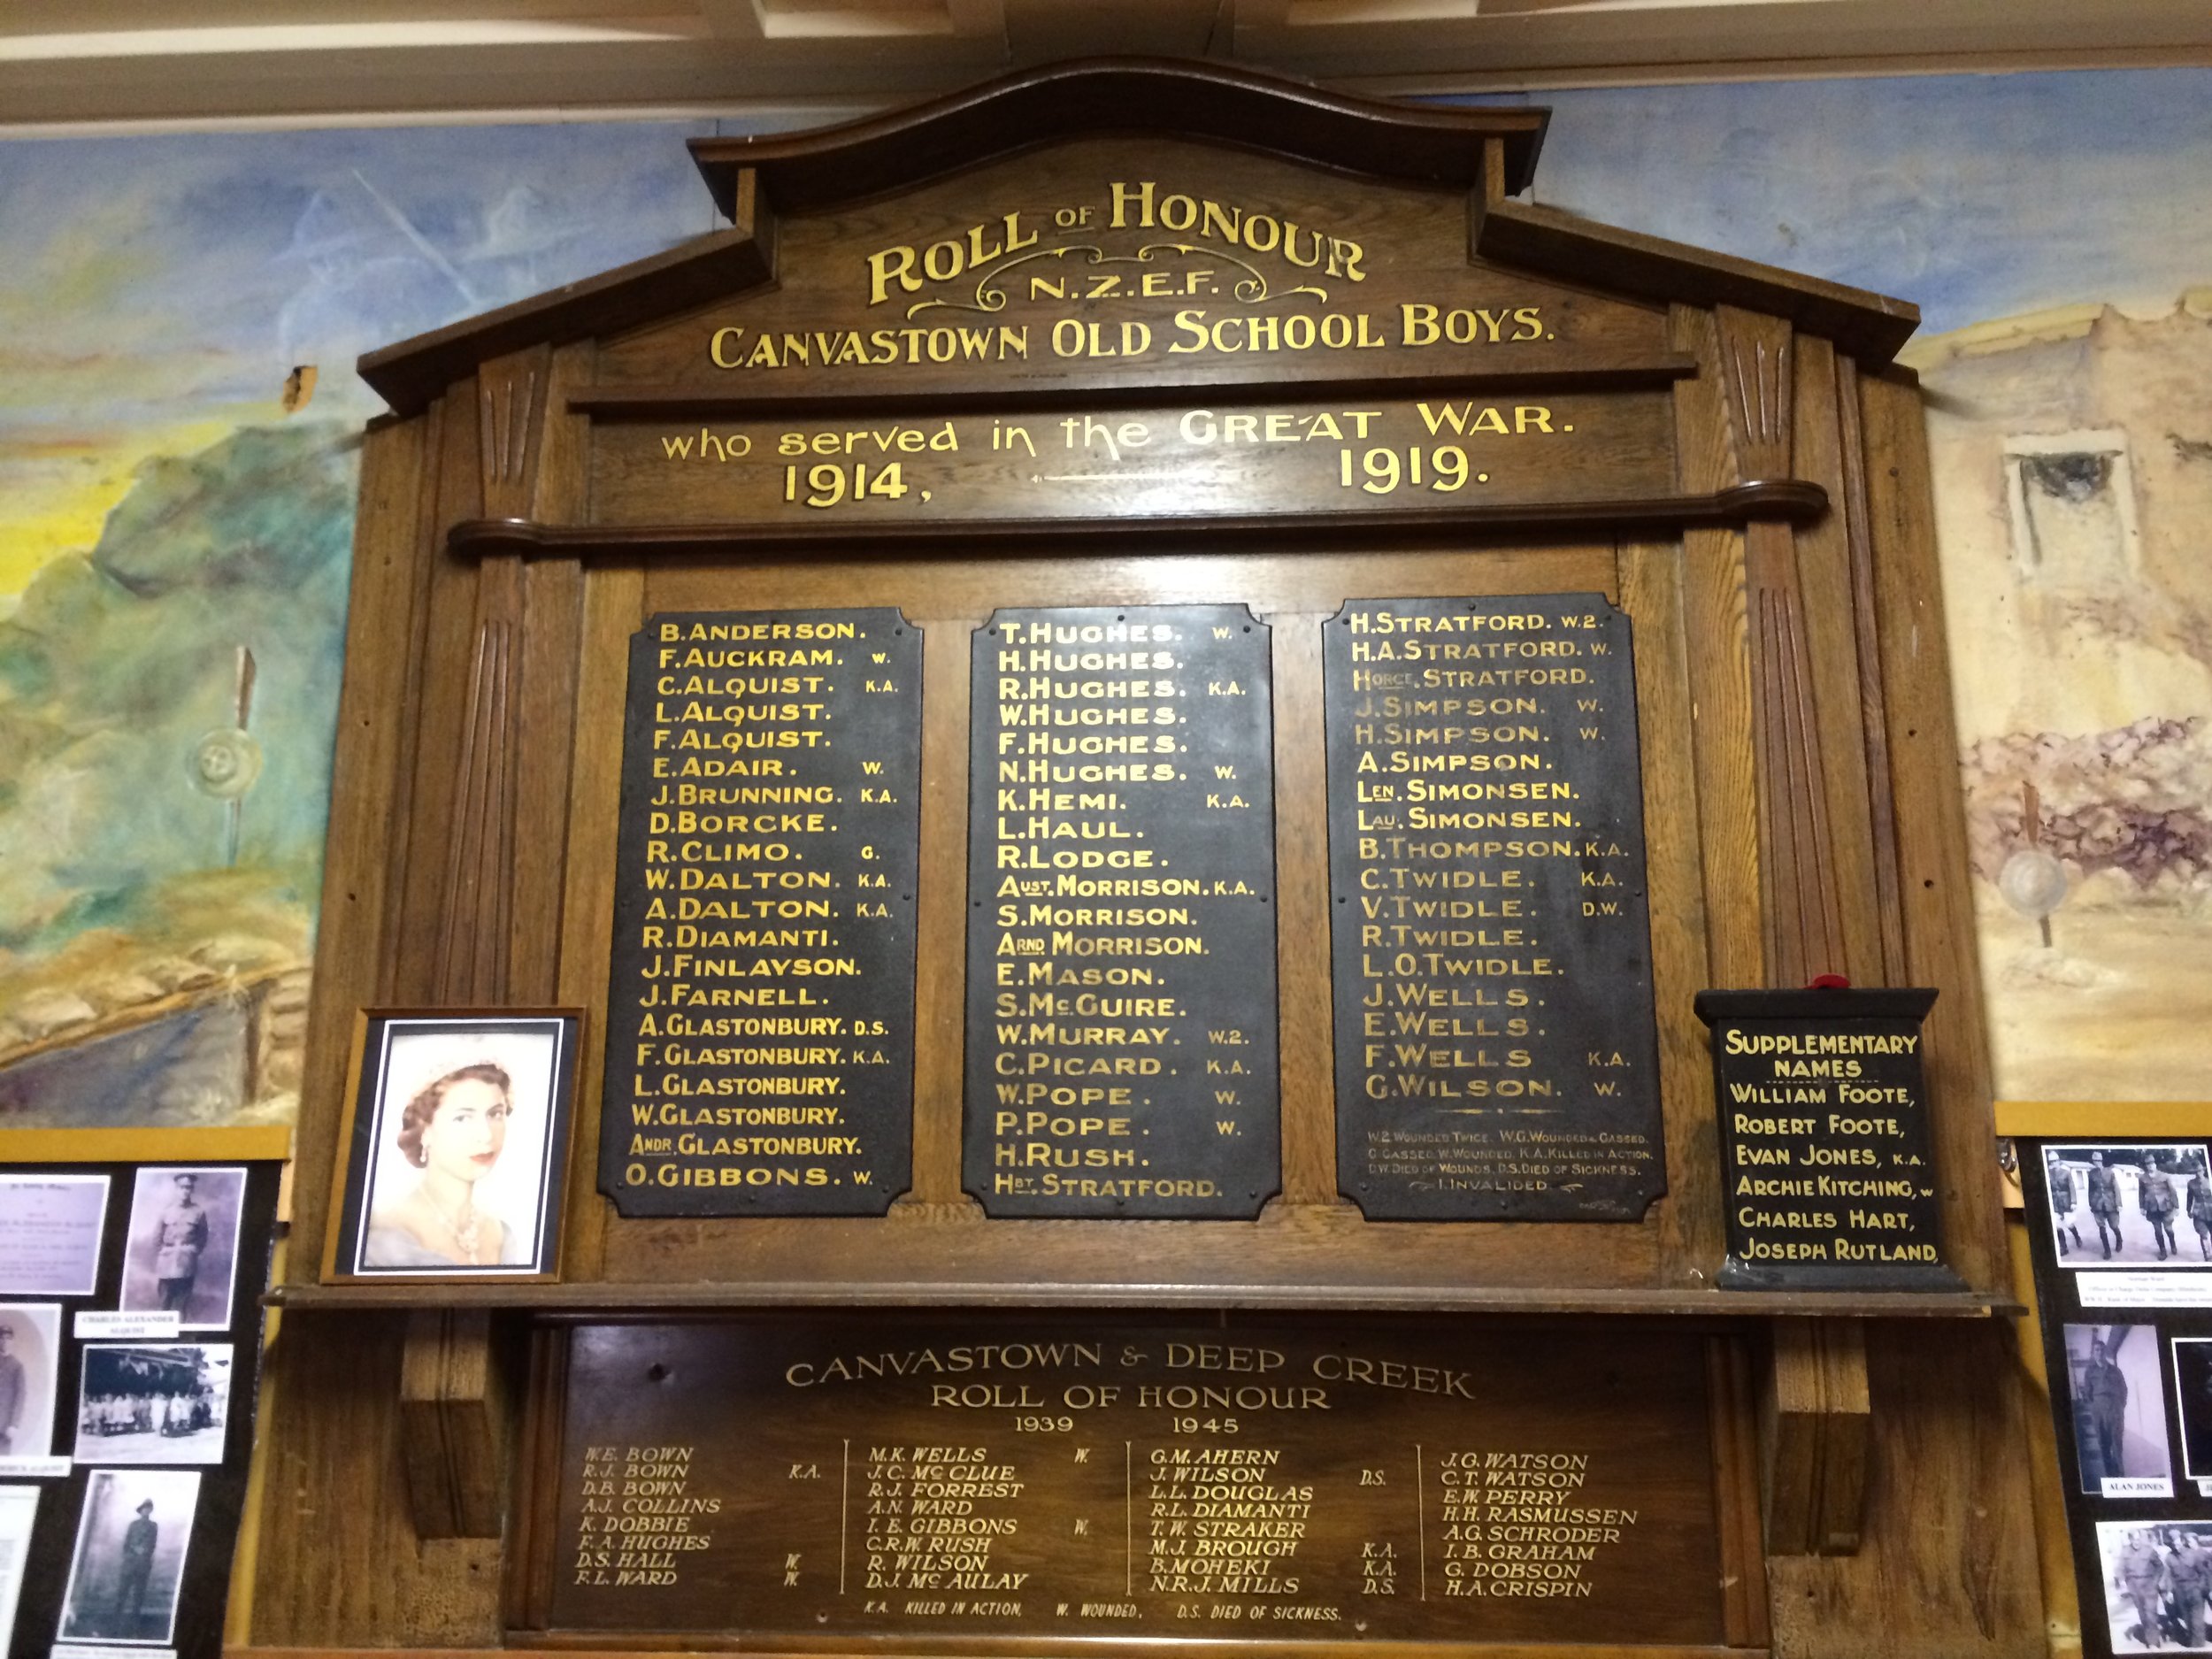 ROLL OF HONOUR
N.Z.E.F.
CANVASTOWN OLD SCHOOL BOYS.
who served in the GREAT WAR.
1914, 1919.
B. ANDERSON.
F. AUCKRAM. W.
C. ALQUIST. K.A.
L. ALQUIST.
F. ALQUIST.
E. ADAIR. W.
J. BRUNNING. K.A.
D. BORCKE.
R. CLIMO. G.
W. DALTON. K.A.
A. DALTON. K.A.
R. DIAMANTI.
J. FINLAYSON.
J. FARNELL.
A. GLASTONBURY. D.S.
F. GLASTONBURY. K.A.
L. GLASTONBURY.
W. GLASTONBURY.
ANDR. GLASTONBURY.
O. GIBBONS. W.
T. HUGHES. W.
H. HUGHES.
R. HUGHES. K.A.
W. HUGHES.
F. HUGHES.
N. HUGHES. W.
K. HEMI. K.A.
L. HAUL.
R. LODGE.
AUST. MORRISON. K.A.
S. MORRISON.
ARND MORRISON.
E. MASON.
S. McGUIRE.
W. MURRAY. W.2.
C. PICARD. K.A.
W. POPE. W.
P. POPE. W.
H. RUSH.
HBT. STRATFORD.
H. STRATFORD. W.2.
H.A. STRATFORD. W.
HORCE. STRATFORD.
J. SIMPSON. W.
H. SIMPSON. W.
A. SIMPSON.
LEN. SIMONSEN.
LAU. SIMONSEN.
B. THOMPSON. K.A.
C. TWIDLE. K.A.
V. TWIDLE. D.W.
R. TWIDLE.
L.O. TWIDLE.
J. WELLS.
E. WELLS.
F. WELLS K.A.
G. WILSON. W.
W.2 WOUNDED TWICE. W.G. WOUNDED & GASSED.
G. GASSED. W. WOUNDED. K.A. KILLED IN ACTION.
D.W. DIED OF WOUNDS. D.S. DIED OF SICKNESS.
I. INVALIDED.
SUPPLEMENTARY
NAMES
WILLIAM FOOTE,
ROBERT FOOTE,
EVAN JONES, K.A.
ARCHIE KITCHING, W
CHARLES HART,
JOSEPH RUTLAND,
CANVASTOWN & DEEP CREEK
ROLL OF HONOUR
1939 1945
W.E. BOWN
R.J. BOWN K.A.
D.B. BOWN
A.J. COLLINS
K. DOBBIE
F.A. HUGHES
D.S. HALL W.
F.L. WARD W.
M.K. WELLS W.
J.C. McCLUE
R.J. FORREST
A.N. WARD
I.E. GIBBONS W.
C.R.W. RUSH
R. WILSON
D.J. McAULAY
G.M. AHERN
J. WILSON D.S.
L.L. DOUGLAS
R.L. DIAMANTI
T.W. STRAKER
M.J. BROUGH K.A.
B. MOHEKI K.A.
N.R.J. MILLS D.S.
J.G. WATSON
C.T. WATSON
E.W. PERRY
H.H. RASMUSSEN
A.G. SCHRODER
I.B. GRAHAM
G. DOBSON
H.A. CRISPIN
K.A. KILLED IN ACTION, W. WOUNDED, D.S. DIED OF SICKNESS.
CHARLES ALEXANDER
ALQUIST
ALAN JONES